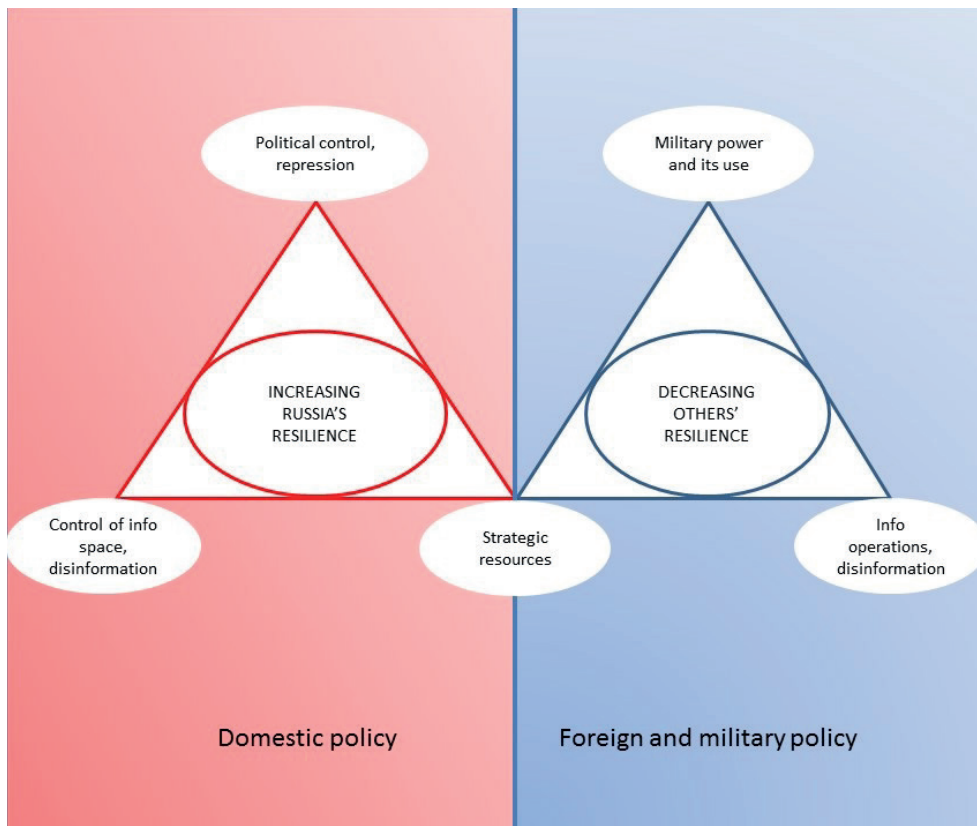 Political control,
repression
Military power
and its use
INCREASING
RUSSIA'S
RESILIENCE
DECREASING
OTHERS'
RESILIENCE
Control of info
space,
disinformation
Strategic
resources
Info
operations,
disinformation
Domestic policy
Foreign and military policy